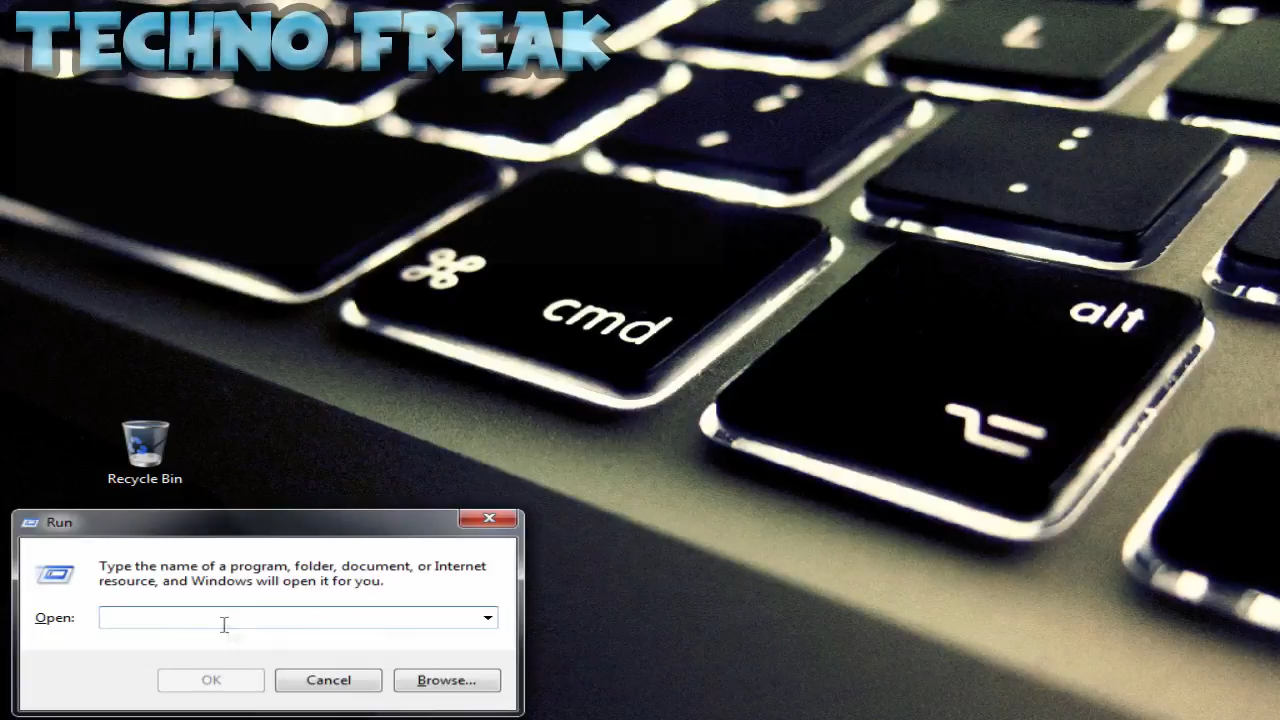 TECHNO FREAK
cmd
alt
Recycle Bin
Run
Type the name of a program, folder, document, or Internet
resource, and Windows will open it for you.
Open:
OK
Cancel
Browse...